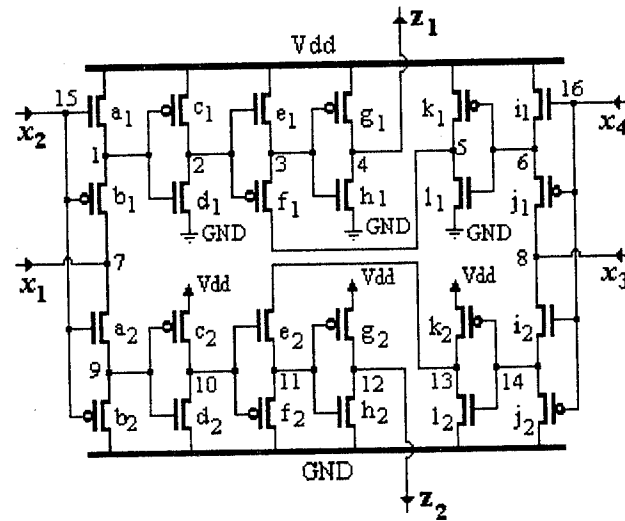 z1
Vdd
15 a1 c1 e1 g1 k1 i1 16
x2 x4
1 2 3 4 5 6
b1 d1 f1 h1 l1 j1
GND GND GND
x1 7 8 x3
Vdd Vdd Vdd
a2 c2 e2 g2 k2 i2
9 10 11 12 13 14
b2 d2 f2 h2 l2 j2
GND
z2